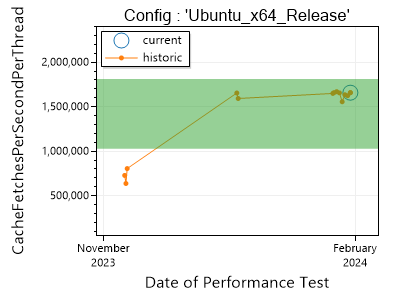 Config : 'Ubuntu_x64_Release'
CacheFetchesPerSecondPerThread
current
historic
2,000,000
1,500,000
1,000,000
500,000
November
2023
February
2024
Date of Performance Test